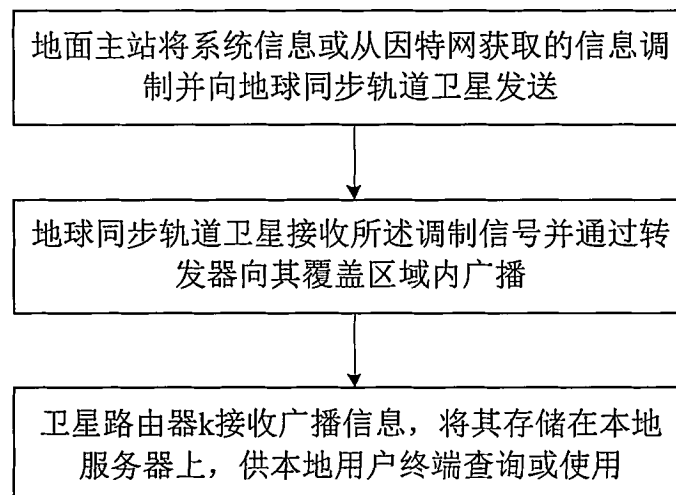 地面主站将系统信息或从因特网获取的信息调
制并向地球同步轨道卫星发送
地球同步轨道卫星接收所述调制信号并通过转
发器向其覆盖区域内广播
卫星路由器k接收广播信息，将其存储在本地
服务器上，供本地用户终端查询或使用